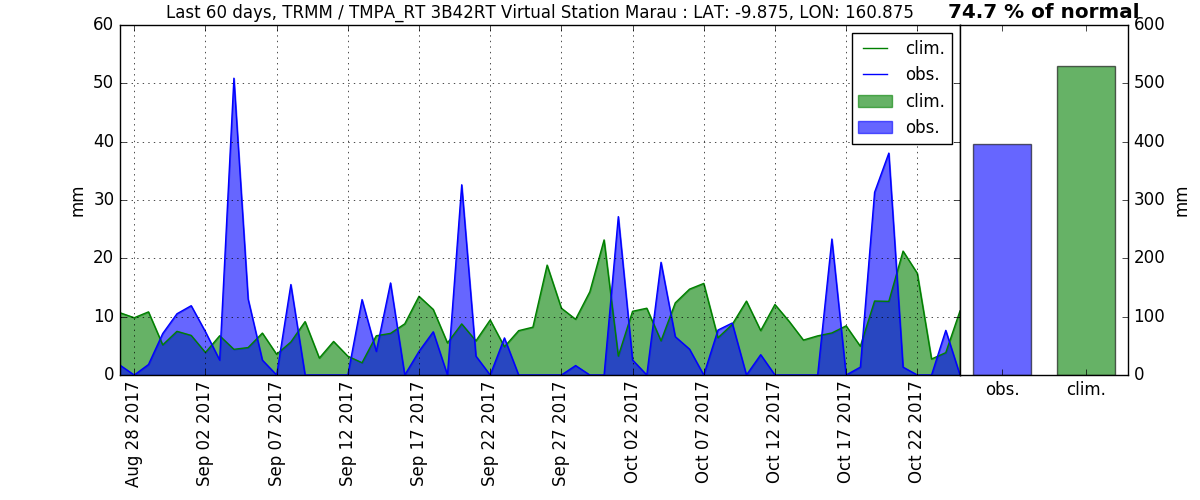 Last 60 days, TRMM / TMPA_RT 3B42RT Virtual Station Marau : LAT: -9.875, LON: 160.875
74.7 % of normal
60
50
40
30
20
10
0
mm
clim.
obs.
clim.
obs.
600
500
400
300
200
100
0
mm
Aug 28 2017
Sep 02 2017
Sep 07 2017
Sep 12 2017
Sep 17 2017
Sep 22 2017
Sep 27 2017
Oct 02 2017
Oct 07 2017
Oct 12 2017
Oct 17 2017
Oct 22 2017
obs.
clim.